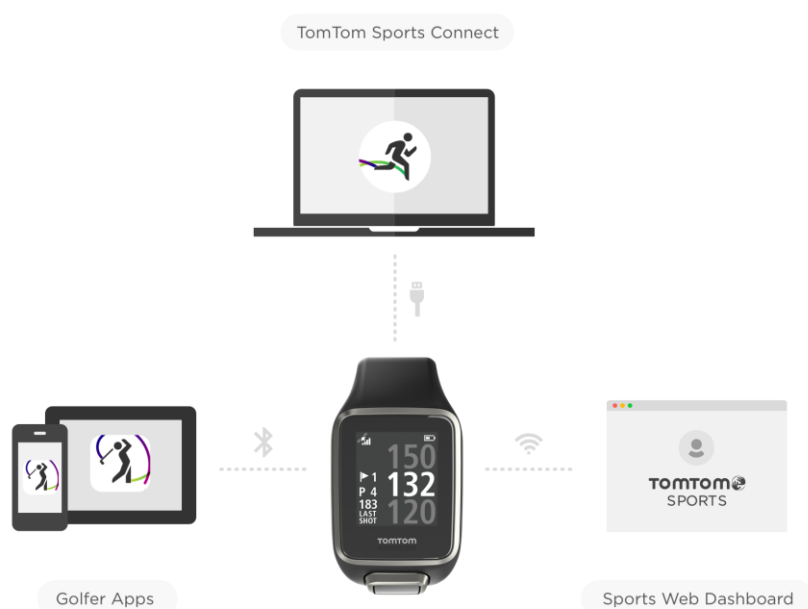 TomTom Sports Connect
150
1
132
P 4
183
LAST
SHOT
120
TOMTOM
TOMTOM
SPORTS
Golfer Apps
Sports Web Dashboard